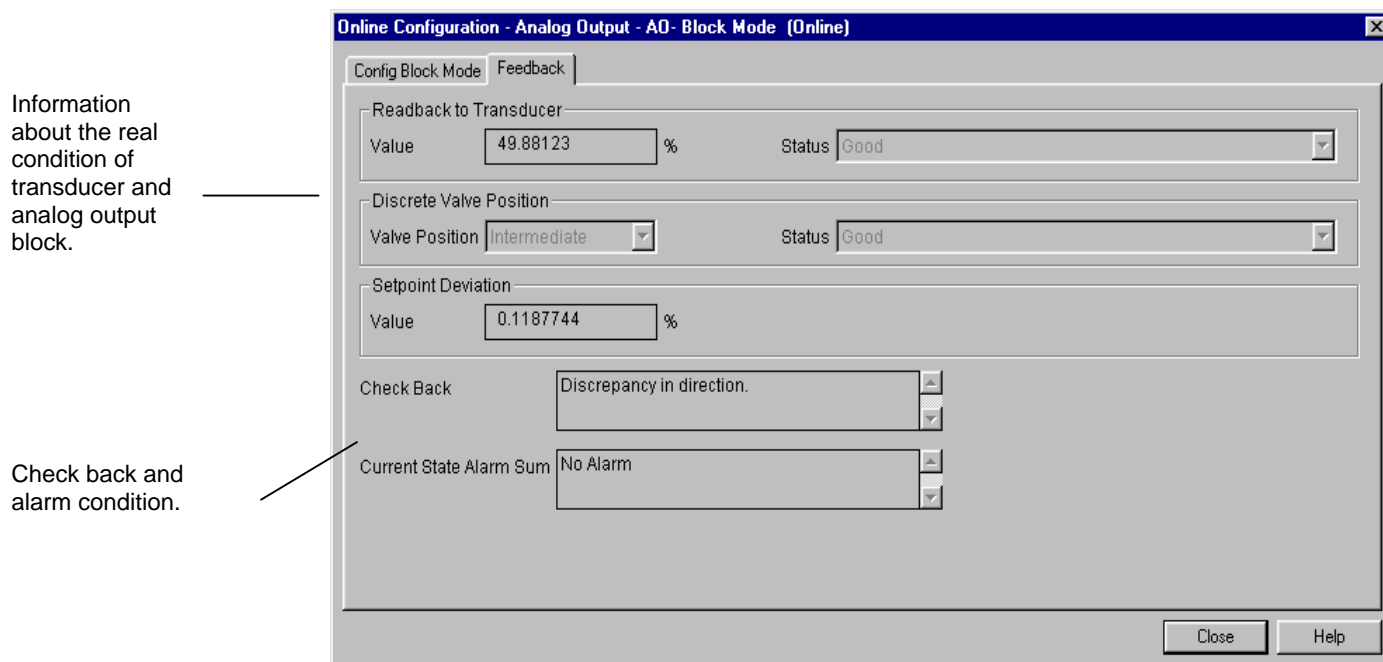 Online Configuration - Analog Output - AO- Block Mode (Online)
Config Block Mode
Feedback
Information
about the real
condition of
transducer and
analog output
block.
Readback to Transducer
Value 49.88123 % Status Good
Discrete Valve Position
Valve Position Intermediate Status Good
Setpoint Deviation
Value 0.1187744 %
Check Back Discrepancy in direction.
Check back and
alarm condition.
Current State Alarm Sum No Alarm
Close Help